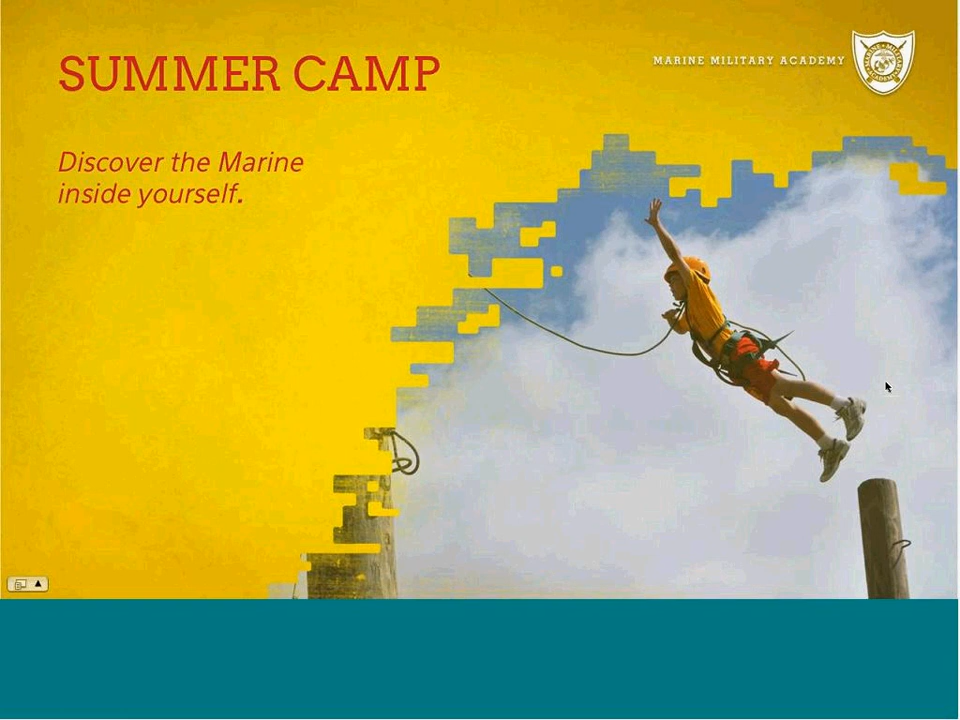 SUMMER CAMP
MARINE MILITARY ACADEMY
Discover the Marine
inside yourself.